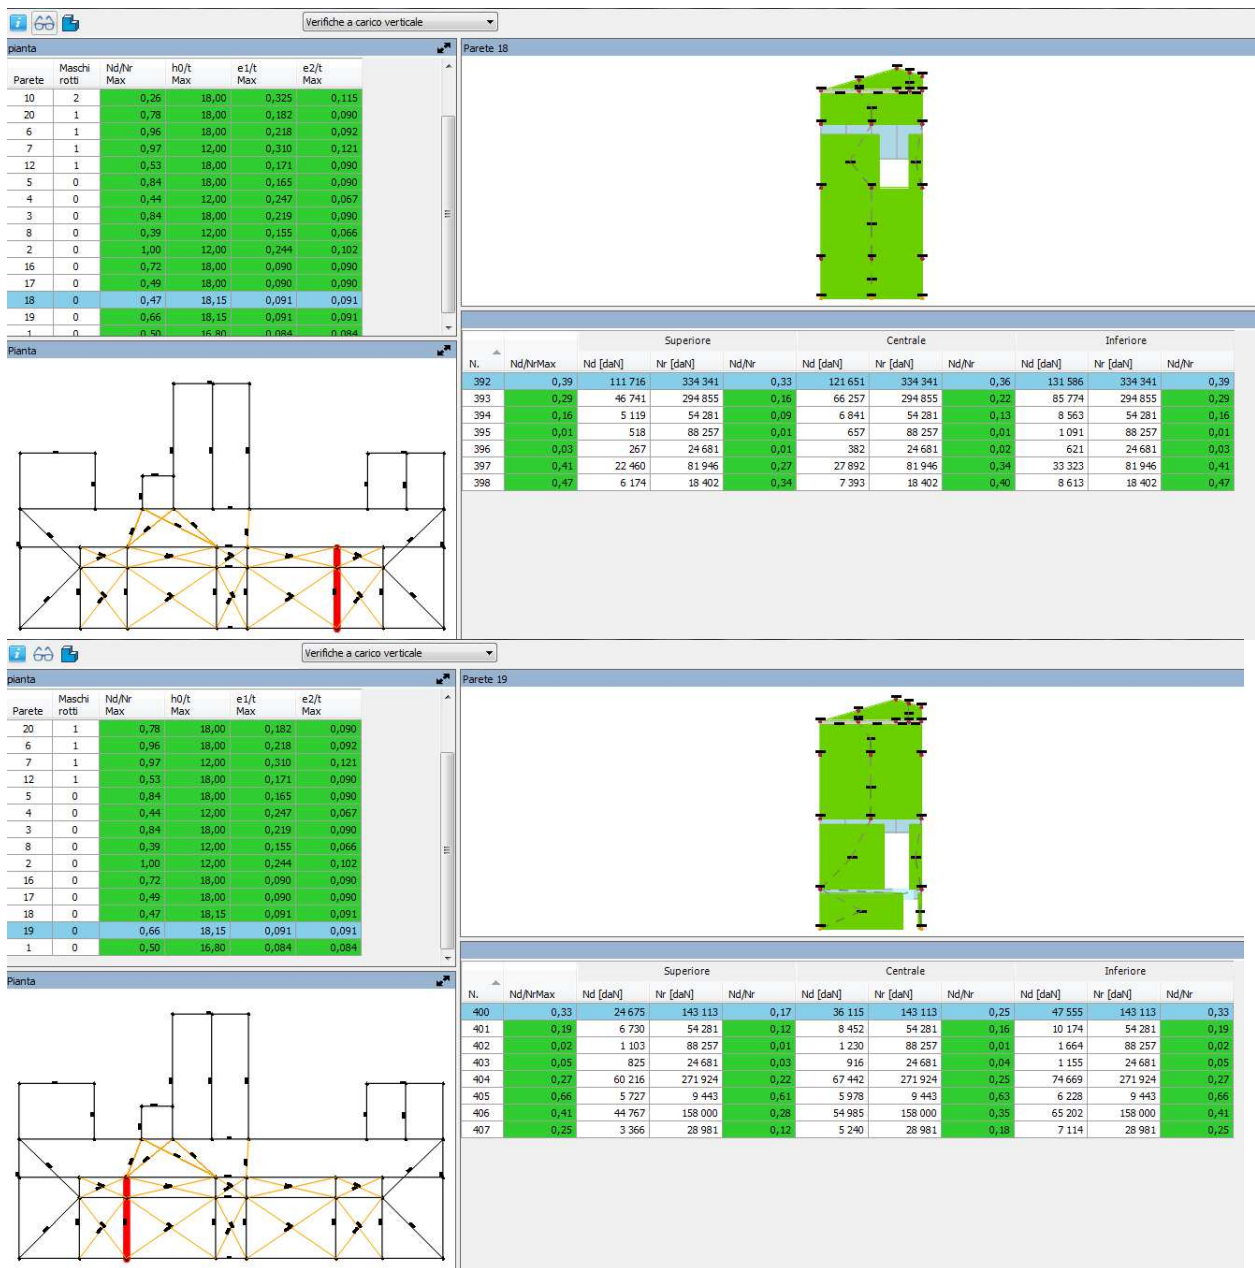 Verifiche a carico verticale
pianta
Parete 18
Parete Maschi rotti Nd/Nr Max h0/t Max e1/t Max e2/t Max
10 2 0,26 18,00 0,325 0,115
20 1 0,78 18,00 0,182 0,090
6 1 0,96 18,00 0,218 0,092
7 1 0,97 12,00 0,310 0,121
12 1 0,53 18,00 0,171 0,090
5 0 0,84 18,00 0,165 0,090
4 0 0,44 12,00 0,247 0,067
3 0 0,84 18,00 0,219 0,090
8 0 0,39 12,00 0,155 0,066
2 0 1,00 12,00 0,244 0,102
16 0 0,72 18,00 0,090 0,090
17 0 0,49 18,00 0,090 0,090
18 0 0,47 18,15 0,091 0,091
19 0 0,66 18,15 0,091 0,091
1 0 0,50 16,80 0,084 0,084
Pianta
Superiore Centrale Inferiore
N. Nd/NrMax Nd [daN] Nr [daN] Nd/Nr Nd [daN] Nr [daN] Nd/Nr Nd [daN] Nr [daN] Nd/Nr
392 0,39 111 716 334 341 0,33 121 651 334 341 0,36 131 586 334 341 0,39
393 0,29 46 741 294 855 0,16 66 257 294 855 0,22 85 774 294 855 0,29
394 0,16 5 119 54 281 0,09 6 841 54 281 0,13 8 563 54 281 0,16
395 0,01 518 88 257 0,01 657 88 257 0,01 1 091 88 257 0,01
396 0,03 267 24 681 0,01 382 24 681 0,02 621 24 681 0,03
397 0,41 22 460 81 946 0,27 27 892 81 946 0,34 33 323 81 946 0,41
398 0,47 6 174 18 402 0,34 7 393 18 402 0,40 8 613 18 402 0,47
Verifiche a carico verticale
pianta
Parete 19
Parete Maschi rotti Nd/Nr Max h0/t Max e1/t Max e2/t Max
20 1 0,78 18,00 0,182 0,090
6 1 0,96 18,00 0,218 0,092
7 1 0,97 12,00 0,310 0,121
12 1 0,53 18,00 0,171 0,090
5 0 0,84 18,00 0,165 0,090
4 0 0,44 12,00 0,247 0,067
3 0 0,84 18,00 0,219 0,090
8 0 0,39 12,00 0,155 0,066
2 0 1,00 12,00 0,244 0,102
16 0 0,72 18,00 0,090 0,090
17 0 0,49 18,00 0,090 0,090
18 0 0,47 18,15 0,091 0,091
19 0 0,66 18,15 0,091 0,091
1 0 0,50 16,80 0,084 0,084
Pianta
Superiore Centrale Inferiore
N. Nd/NrMax Nd [daN] Nr [daN] Nd/Nr Nd [daN] Nr [daN] Nd/Nr Nd [daN] Nr [daN] Nd/Nr
400 0,33 24 675 143 113 0,17 36 115 143 113 0,25 47 555 143 113 0,33
401 0,19 6 730 54 281 0,12 8 452 54 281 0,16 10 174 54 281 0,19
402 0,02 1 103 88 257 0,01 1 230 88 257 0,01 1 664 88 257 0,02
403 0,05 825 24 681 0,03 916 24 681 0,04 1 155 24 681 0,05
404 0,27 60 216 271 924 0,22 67 442 271 924 0,25 74 669 271 924 0,27
405 0,66 5 727 9 443 0,61 5 978 9 443 0,63 6 228 9 443 0,66
406 0,41 44 767 158 000 0,28 54 985 158 000 0,35 65 202 158 000 0,41
407 0,25 3 366 28 981 0,12 5 240 28 981 0,18 7 114 28 981 0,25